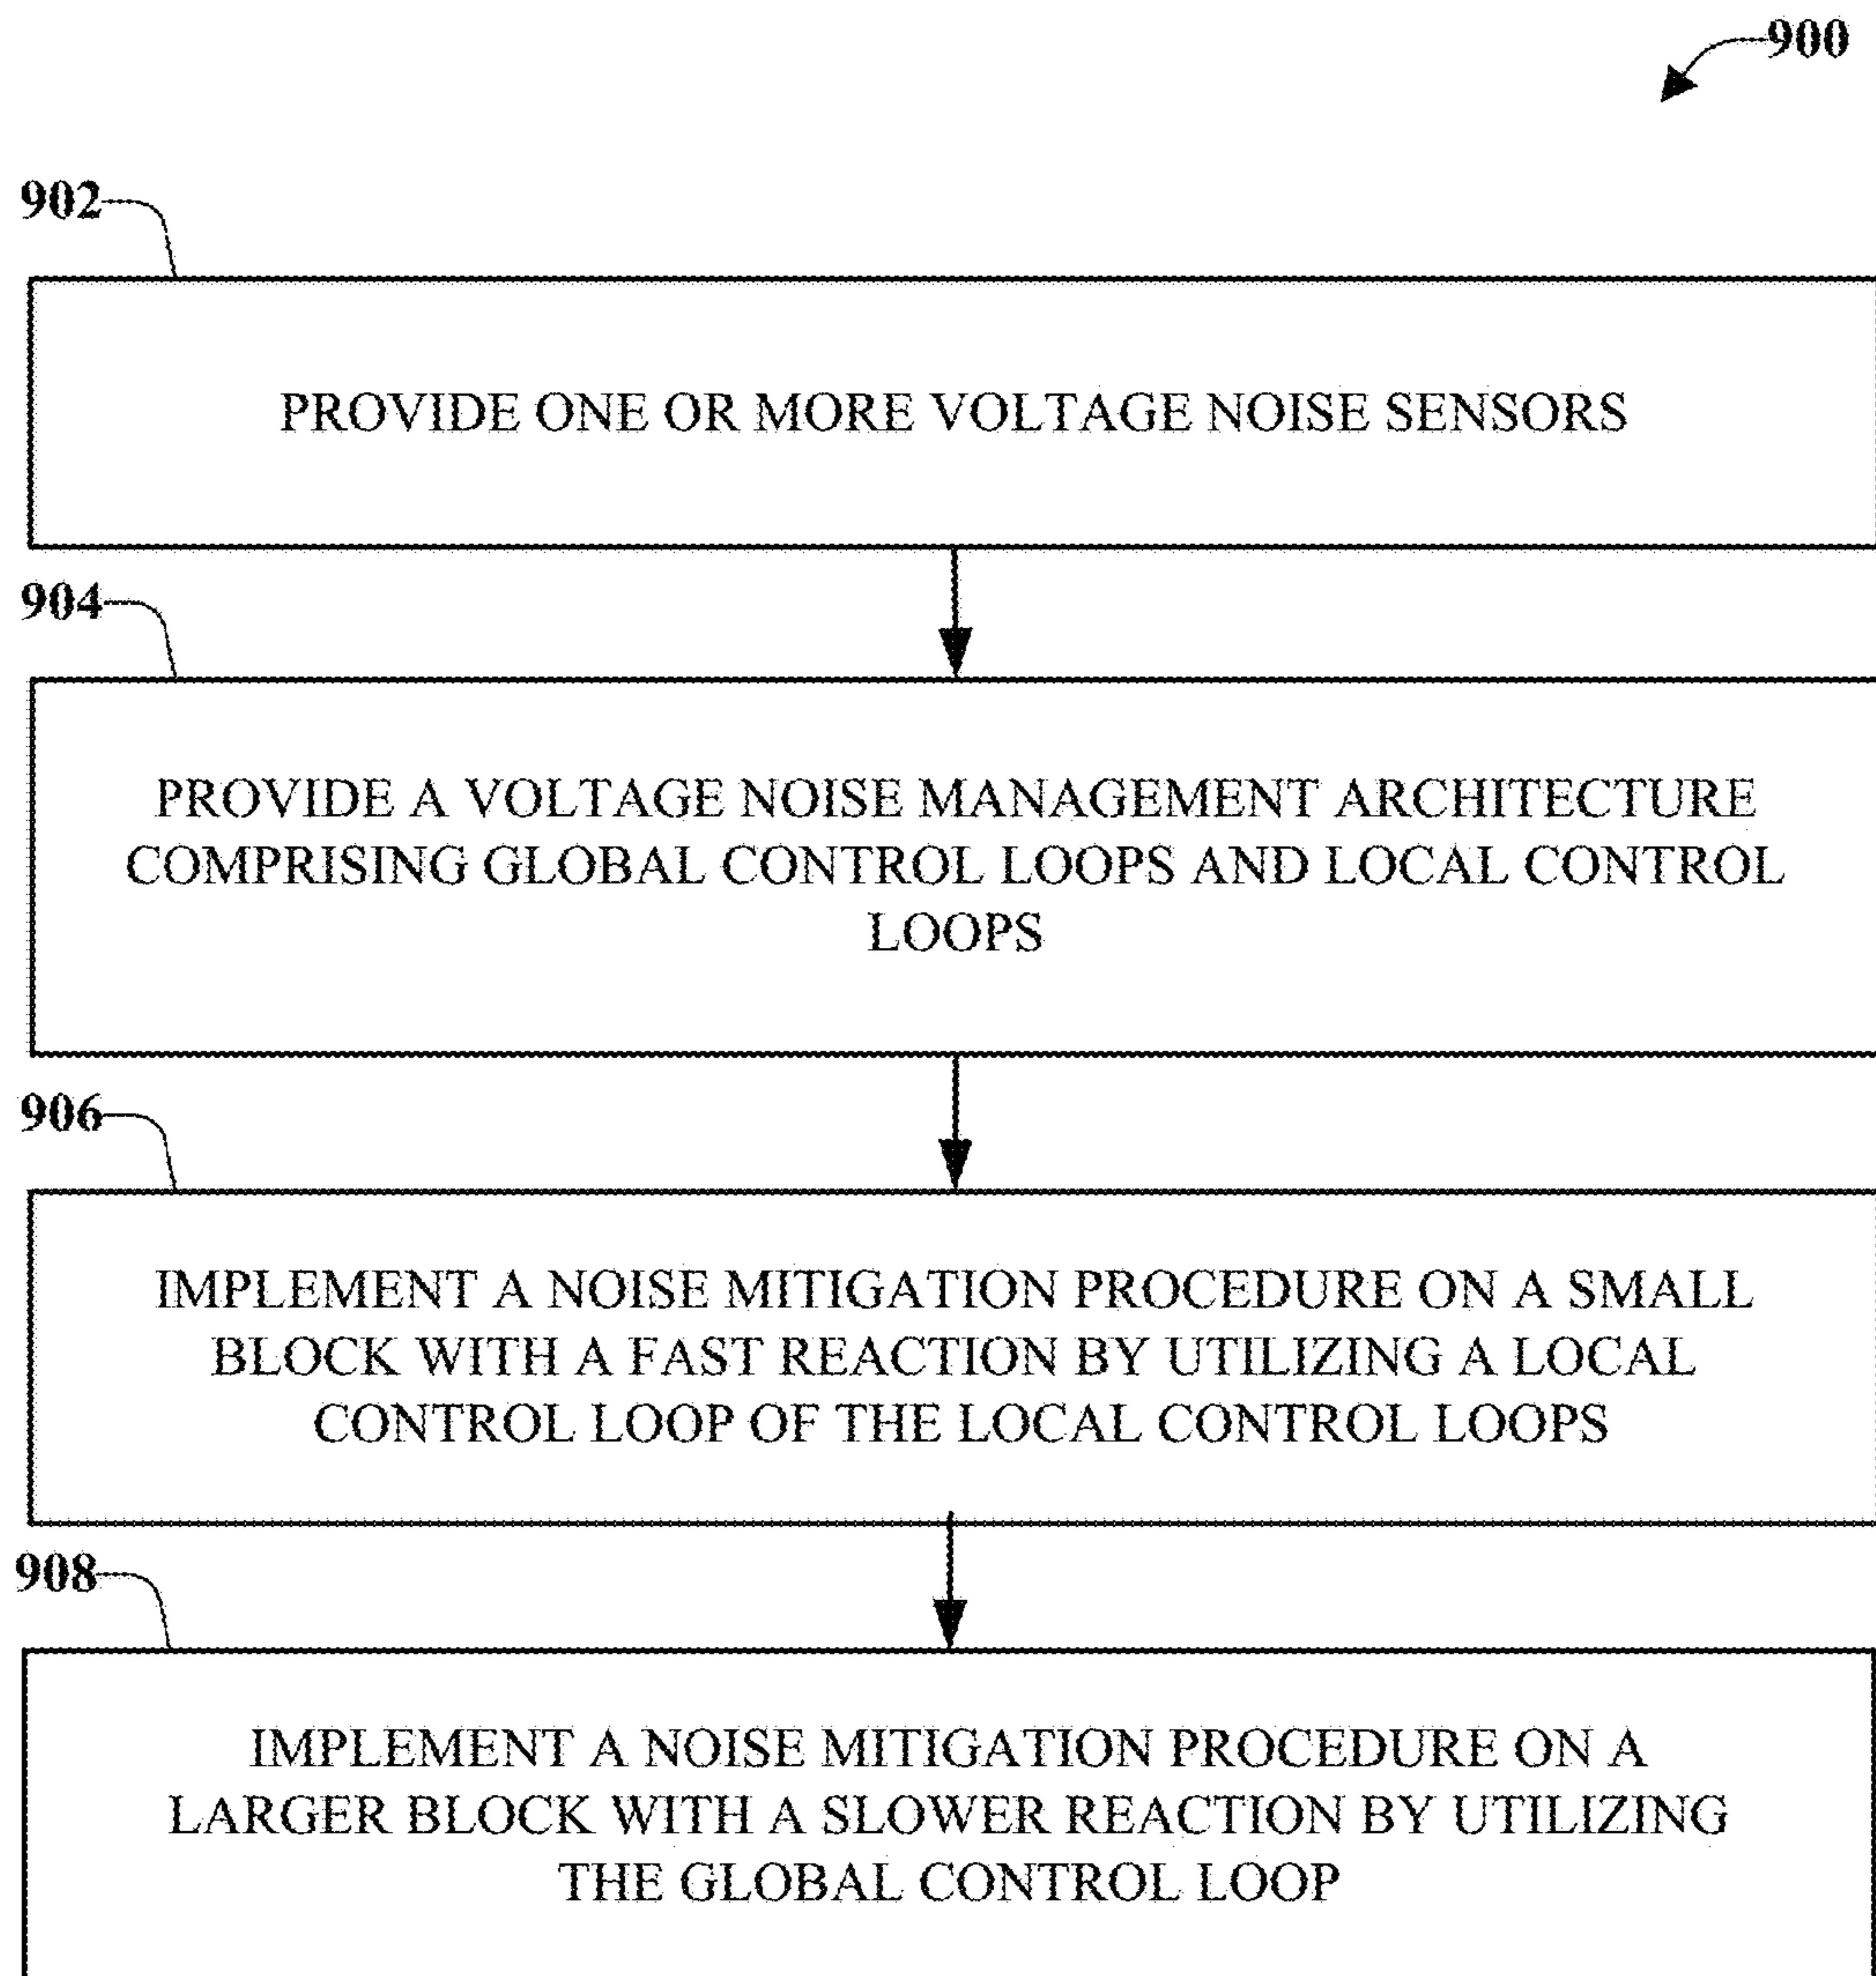 900
902
PROVIDE ONE OR MORE VOLTAGE NOISE SENSORS
904
PROVIDE A VOLTAGE NOISE MANAGEMENT ARCHITECTURE
COMPRISING GLOBAL CONTROL LOOPS AND LOCAL CONTROL
LOOPS
906
IMPLEMENT A NOISE MITIGATION PROCEDURE ON A SMALL
BLOCK WITH A FAST REACTION BY UTILIZING A LOCAL
CONTROL LOOP OF THE LOCAL CONTROL LOOPS
908
IMPLEMENT A NOISE MITIGATION PROCEDURE ON A
LARGER BLOCK WITH A SLOWER REACTION BY UTILIZING
THE GLOBAL CONTROL LOOP